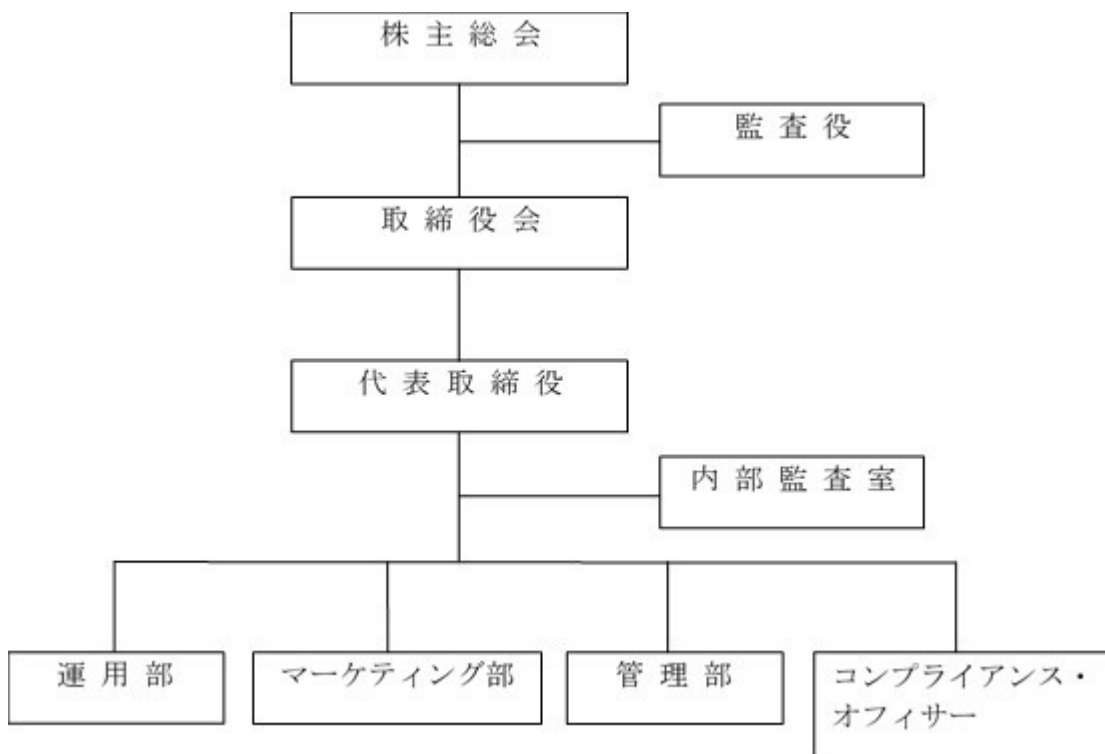 株主総会
監査役
取締役会
代表取締役
内部監査室
運用部
マーケティング部
管理部
コンプライアンス・
オフィサー